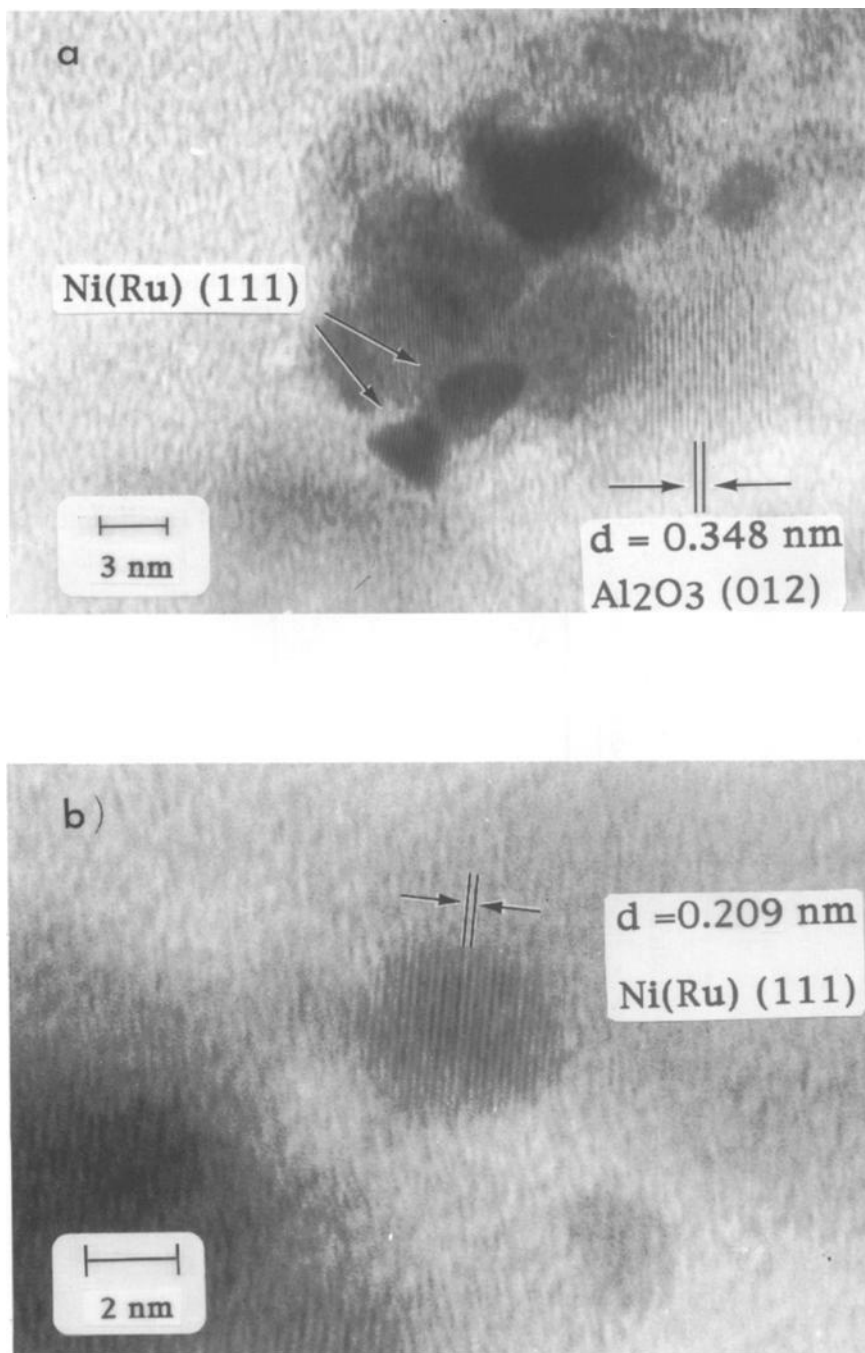 a
Ni(Ru) (111)
3 nm
d = 0.348 nm
Al2O3 (012)
b)
d =0.209 nm
Ni(Ru) (111)
2 nm